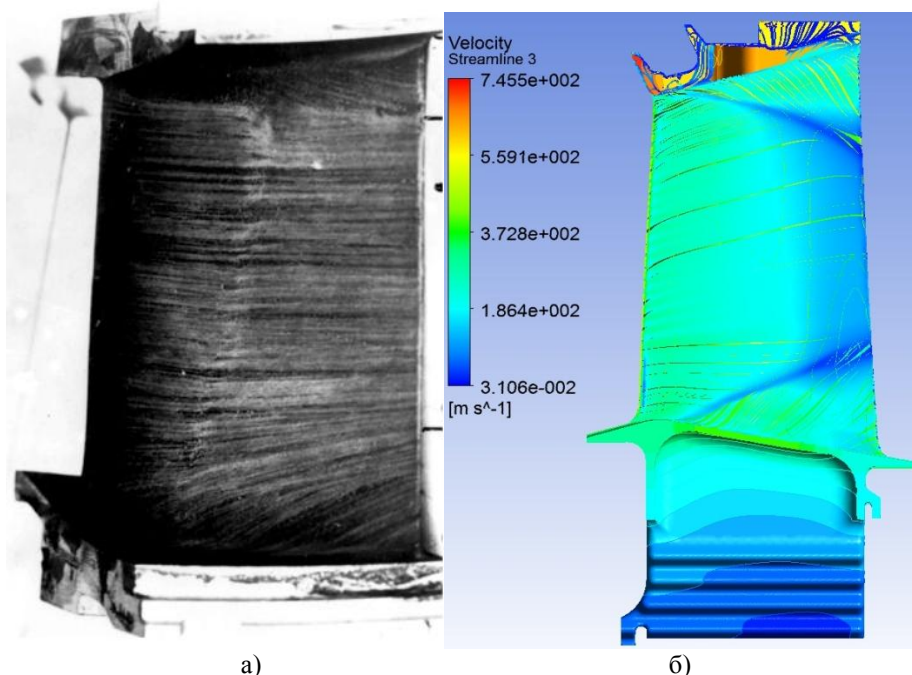 Velocity
Streamline 3
7.455e+002
5.591e+002
3.728e+002
1.864e+002
3.106e-002
[m s^-1]
а)
б)